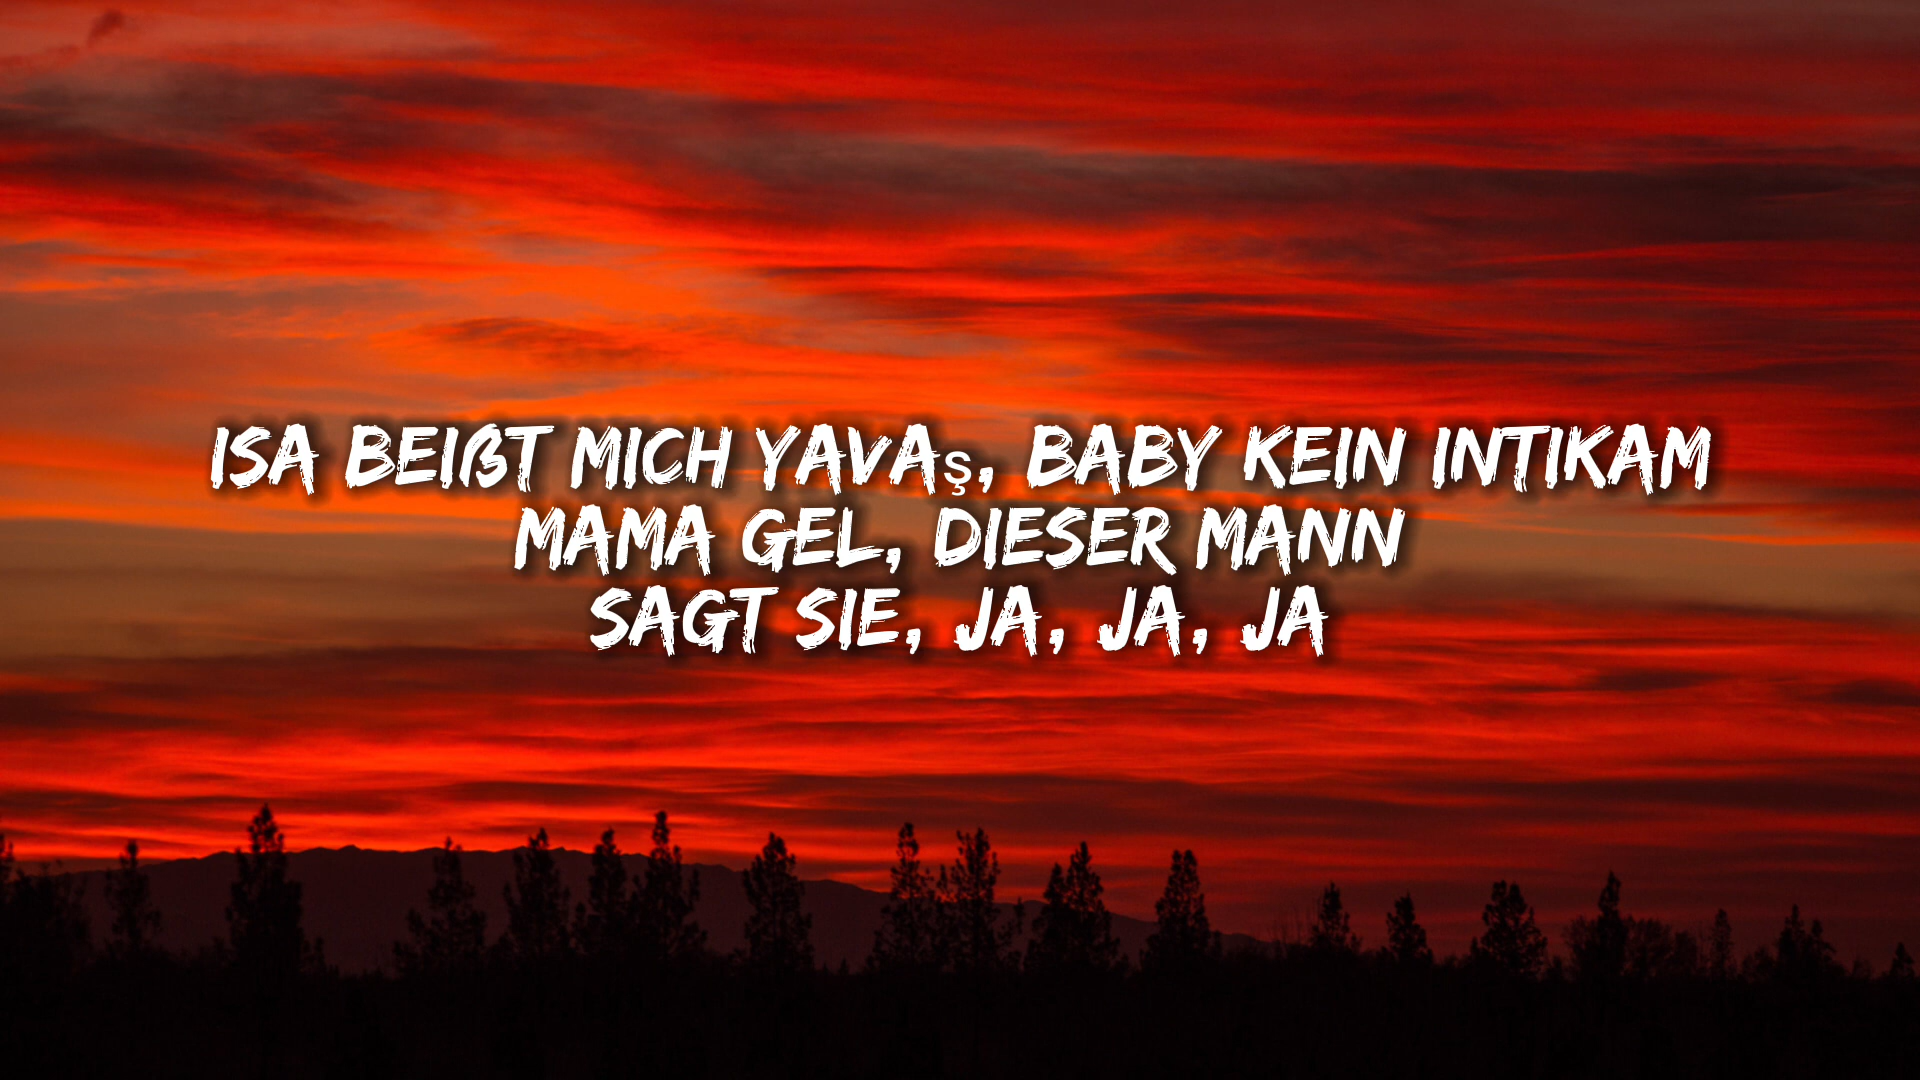 ISA BEIßT MICH YAVAş, BABY KEIN INTIKAM
MAMA GEL, DIESER MANN
SAGT SIE, JA, JA, JA